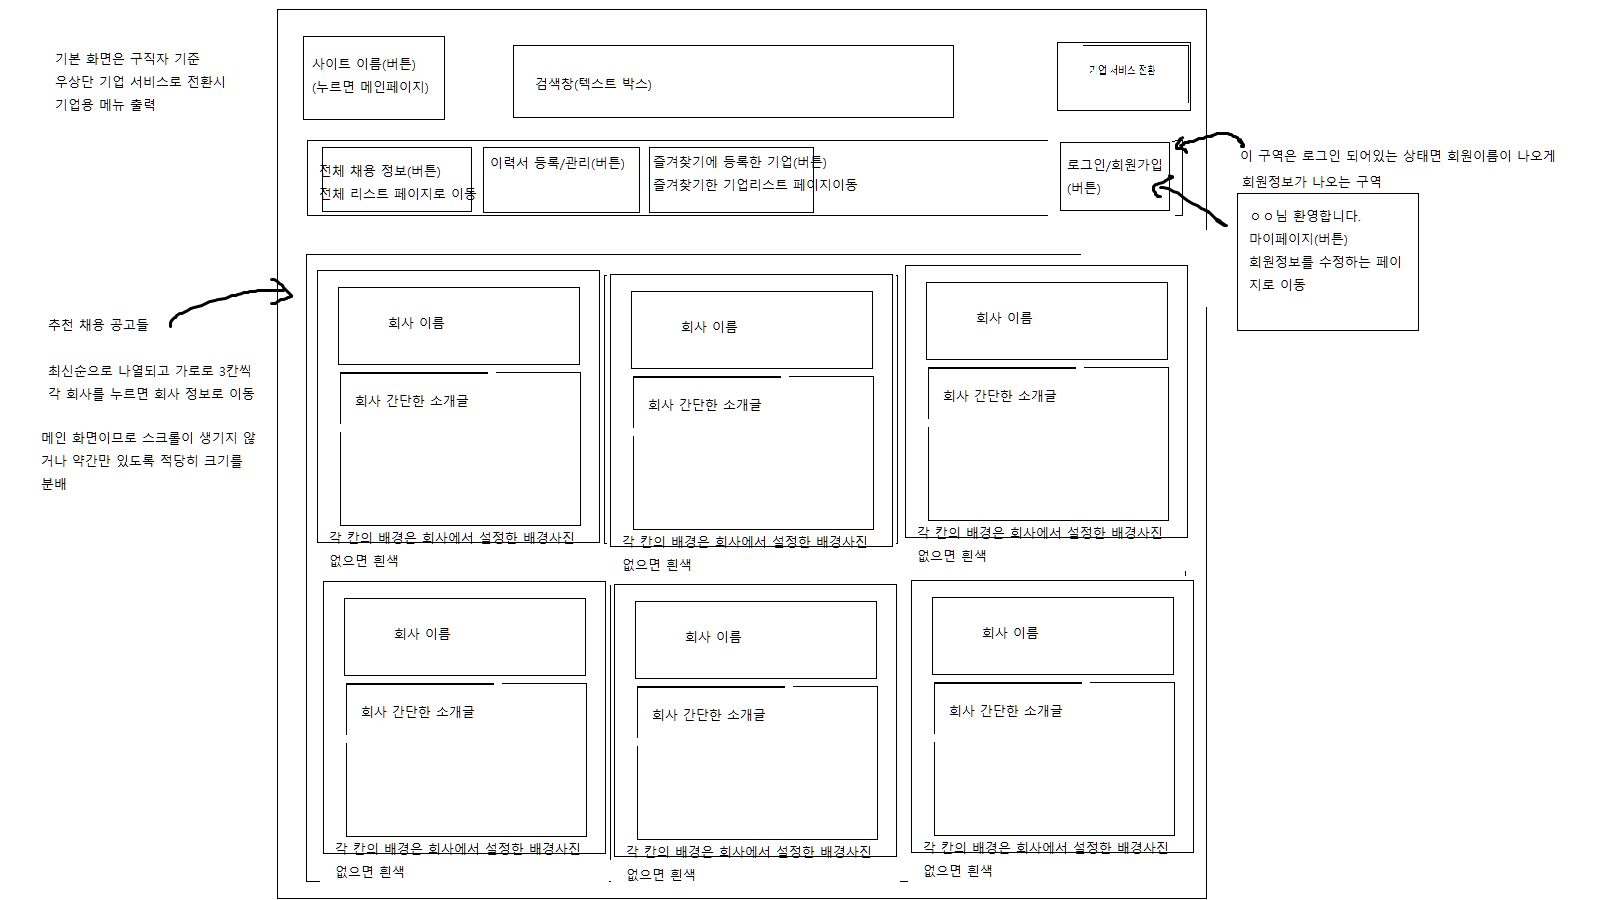 기본 화면은 구직자 기준
우상단 기업 서비스로 전환시
기업용 메뉴 출력
사이트 이름(버튼)
(누르면 메인페이지)
검색창(텍스트 박스)
기업 서비스 전환
전체 채용 정보(버튼)
전체 리스트 페이지로 이동
이력서 등록/관리(버튼)
즐겨찾기에 등록한 기업(버튼)
즐겨찾기한 기업리스트 페이지이동
로그인/회원가입
(버튼)
이 구역은 로그인 되어있는 상태면 회원이름이 나오게
회원정보가 나오는 구역
ㅇㅇ님 환영합니다.
마이페이지(버튼)
회원정보를 수정하는 페이
지로 이동
추천 채용 공고들
최신순으로 나열되고 가로로 3칸씩
각 회사를 누르면 회사 정보로 이동
메인 화면이므로 스크롤이 생기지 않
거나 약간만 있도록 적당히 크기를
분배
회사 이름
회사 간단한 소개글
각 칸의 배경은 회사에서 설정한 배경사진
없으면 흰색
회사 이름
회사 간단한 소개글
각 칸의 배경은 회사에서 설정한 배경사진
없으면 흰색
회사 이름
회사 간단한 소개글
각 칸의 배경은 회사에서 설정한 배경사진
없으면 흰색
회사 이름
회사 간단한 소개글
각 칸의 배경은 회사에서 설정한 배경사진
없으면 흰색
회사 이름
회사 간단한 소개글
각 칸의 배경은 회사에서 설정한 배경사진
없으면 흰색
회사 이름
회사 간단한 소개글
각 칸의 배경은 회사에서 설정한 배경사진
없으면 흰색